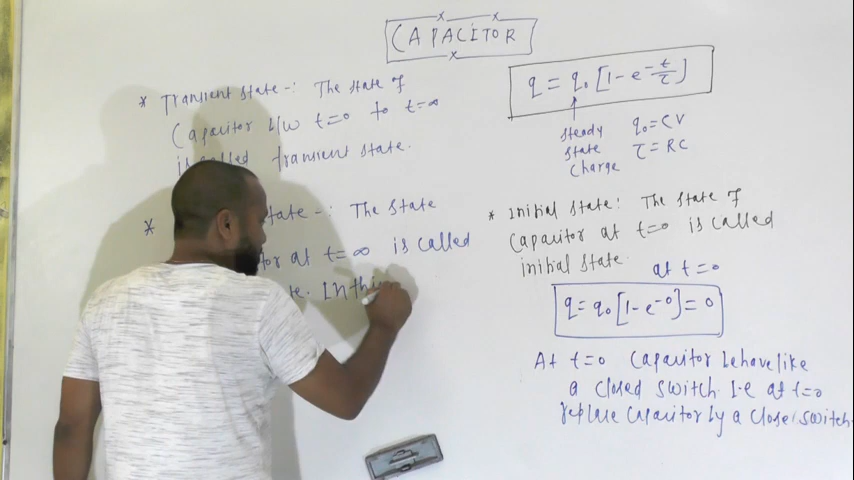 CAPACITOR
* Transient state -: The state of
Capacitor b/w t=0 to t=∞
is called transient state.
* state -: The state
tor at t=∞ is called
te. In thi
q = q₀ [1 - e^{-t/τ}]
steady
state
charge
q₀ = CV
τ = RC
* Initial state: The state of
Capacitor at t=0 is called
initial state.
at t=0
q = q₀ [1 - e^{-0}] = 0
At t=0 Capacitor behave like
a closed switch I.e at t=0
replace capacitor by a close switch